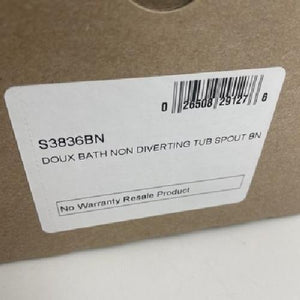 0 26508 29127 8
S3836BN
DOUX BATH NON DIVERTING TUB SPOUT BN
No Warranty Resale Product